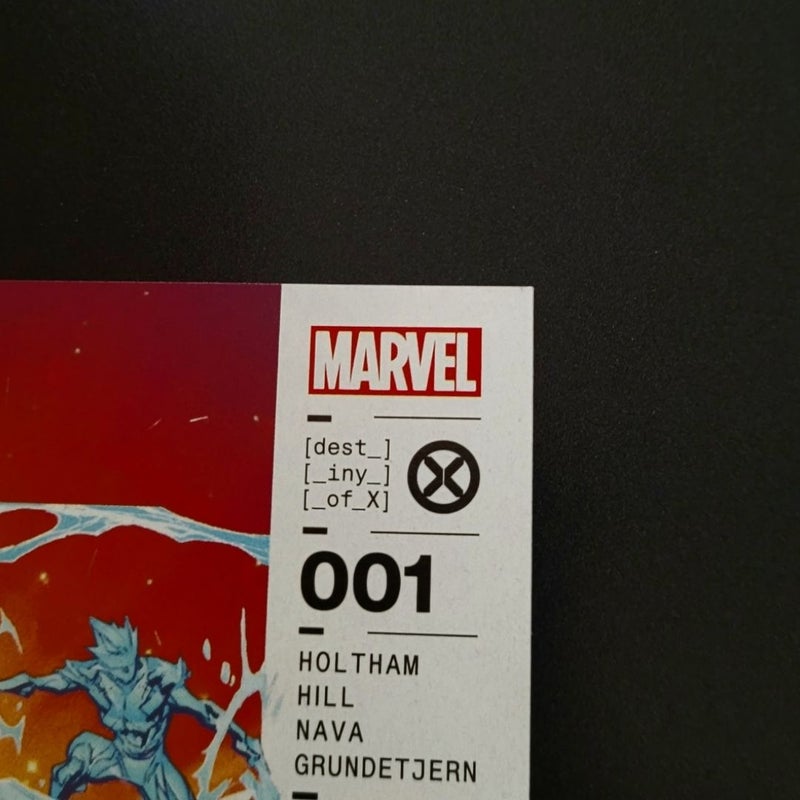 MARVEL
[dest_]
[_iny_]
[_of_X]
001
HOLTHAM
HILL
NAVA
GRUNDETJERN